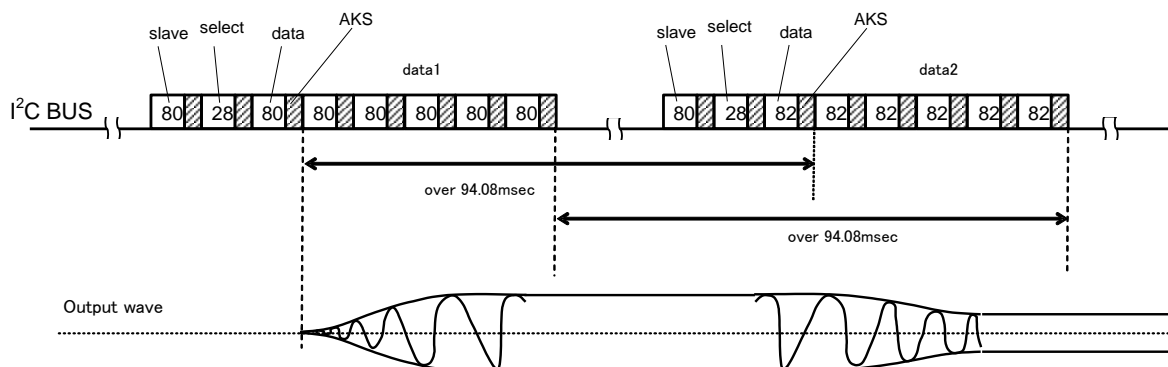 slave select data AKS
slave select data AKS
data1 data2
I²C BUS 80 28 80 80 80 80 80 80 80 28 82 82 82 82 82 82
over 94.08msec
over 94.08msec
Output wave